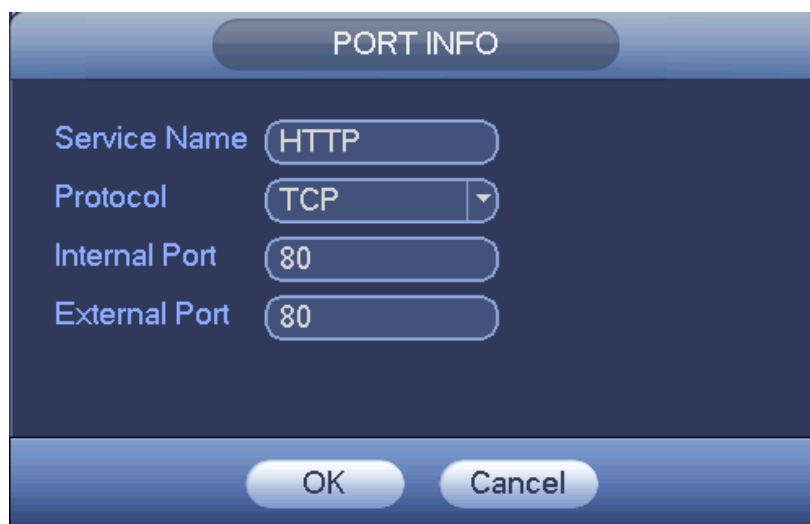 PORT INFO
Service Name HTTP
Protocol TCP
Internal Port 80
External Port 80
OK Cancel